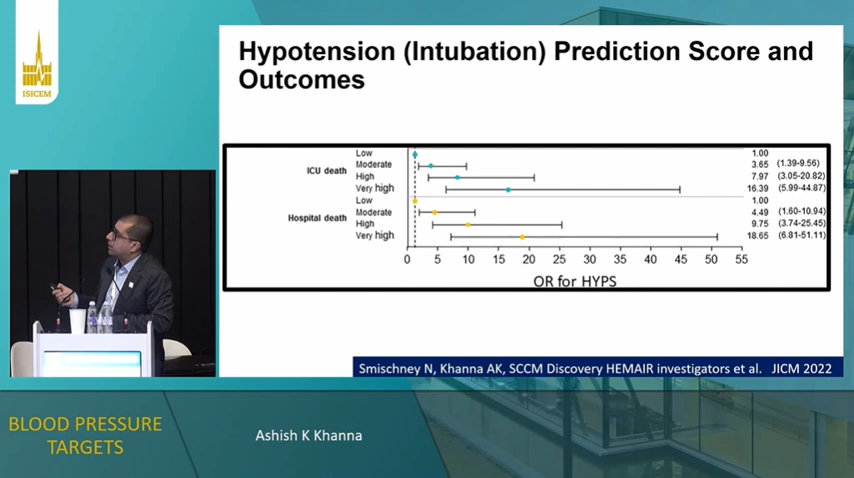 ISICEM
Hypotension (Intubation) Prediction Score and
Outcomes
ICU death
Low 1.00
Moderate 3.65 (1.39-9.56)
High 7.97 (3.05-20.82)
Very high 16.39 (5.99-44.87)
Hospital death
Low 1.00
Moderate 4.49 (1.60-10.94)
High 9.75 (3.74-25.45)
Very high 18.65 (6.81-51.11)
0 5 10 15 20 25 30 35 40 45 50 55
OR for HYPS
Smischney N, Khanna AK, SCCM Discovery HEMAIR investigators et al. JICM 2022
BLOOD PRESSURE
TARGETS
Ashish K Khanna